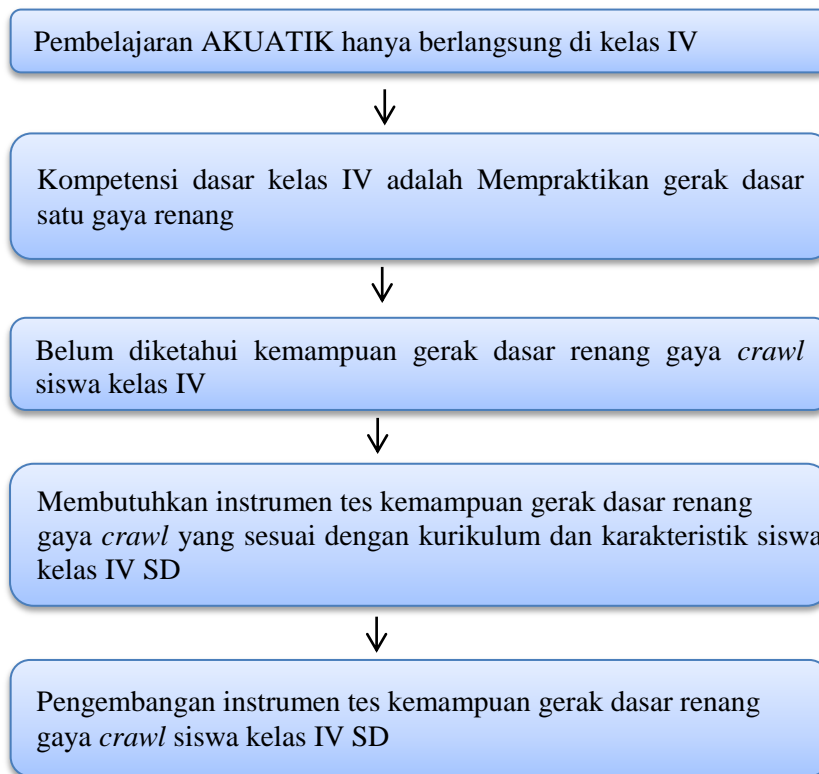 Pembelajaran AKUATIK hanya berlangsung di kelas IV
Kompetensi dasar kelas IV adalah Mempraktikan gerak dasar
satu gaya renang
Belum diketahui kemampuan gerak dasar renang gaya crawl
siswa kelas IV
Membutuhkan instrumen tes kemampuan gerak dasar renang
gaya crawl yang sesuai dengan kurikulum dan karakteristik siswa
kelas IV SD
Pengembangan instrumen tes kemampuan gerak dasar renang
gaya crawl siswa kelas IV SD